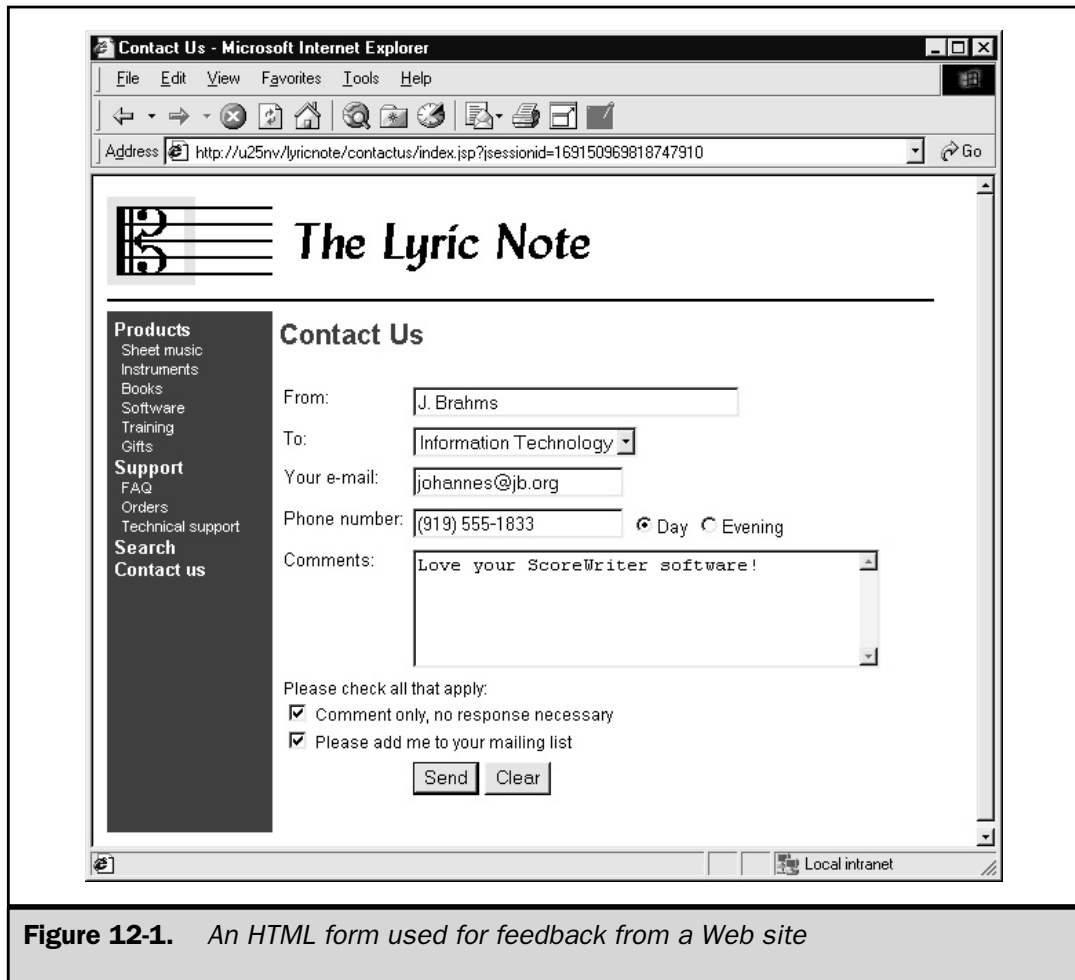 Contact Us - Microsoft Internet Explorer
File Edit View Favorites Tools Help
Address http://u25nv/lyricnote/contactus/index.jsp?jsessionid=169150969818747910 Go
The Lyric Note
Products
Sheet music
Instruments
Books
Software
Training
Gifts
Support
FAQ
Orders
Technical support
Search
Contact us
Contact Us
From: J. Brahms
To: Information Technology
Your e-mail: johannes@jb.org
Phone number: (919) 555-1833 Day Evening
Comments: Love your ScoreWriter software!
Please check all that apply:
Comment only, no response necessary
Please add me to your mailing list
Send Clear
Local intranet
Figure 12-1. An HTML form used for feedback from a Web site